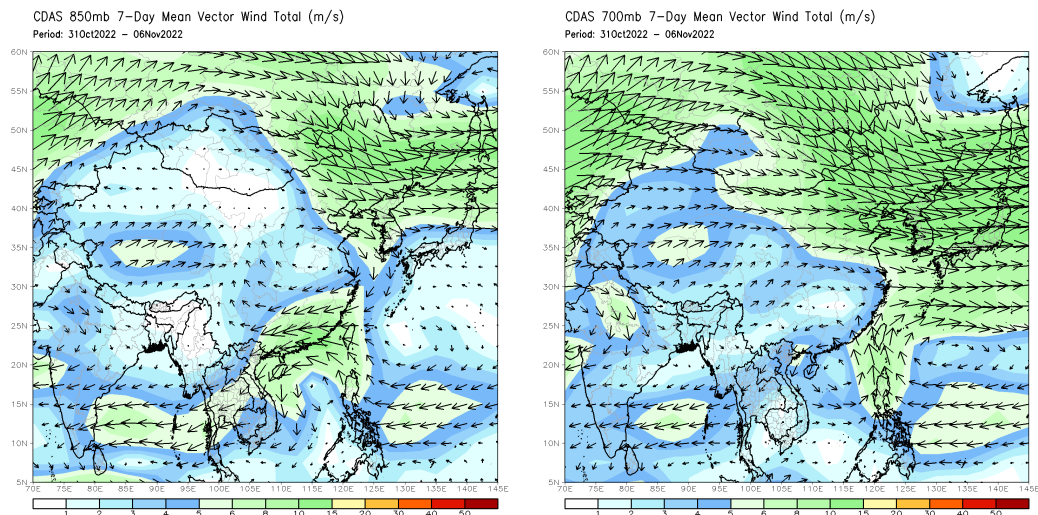 CDAS 850mb 7-Day Mean Vector Wind Total (m/s)
Period: 31Oct2022 - 06Nov2022
60N
55N
50N
45N
40N
35N
30N
25N
20N
15N
10N
5N
70E 75E 80E 85E 90E 95E 100E 105E 110E 115E 120E 125E 130E 135E 140E 145E
1 2 3 4 5 6 8 10 15 20 30 40 50
CDAS 700mb 7-Day Mean Vector Wind Total (m/s)
Period: 31Oct2022 - 06Nov2022
60N
55N
50N
45N
40N
35N
30N
25N
20N
15N
10N
5N
70E 75E 80E 85E 90E 95E 100E 105E 110E 115E 120E 125E 130E 135E 140E 145E
1 2 3 4 5 6 8 10 15 20 30 40 50